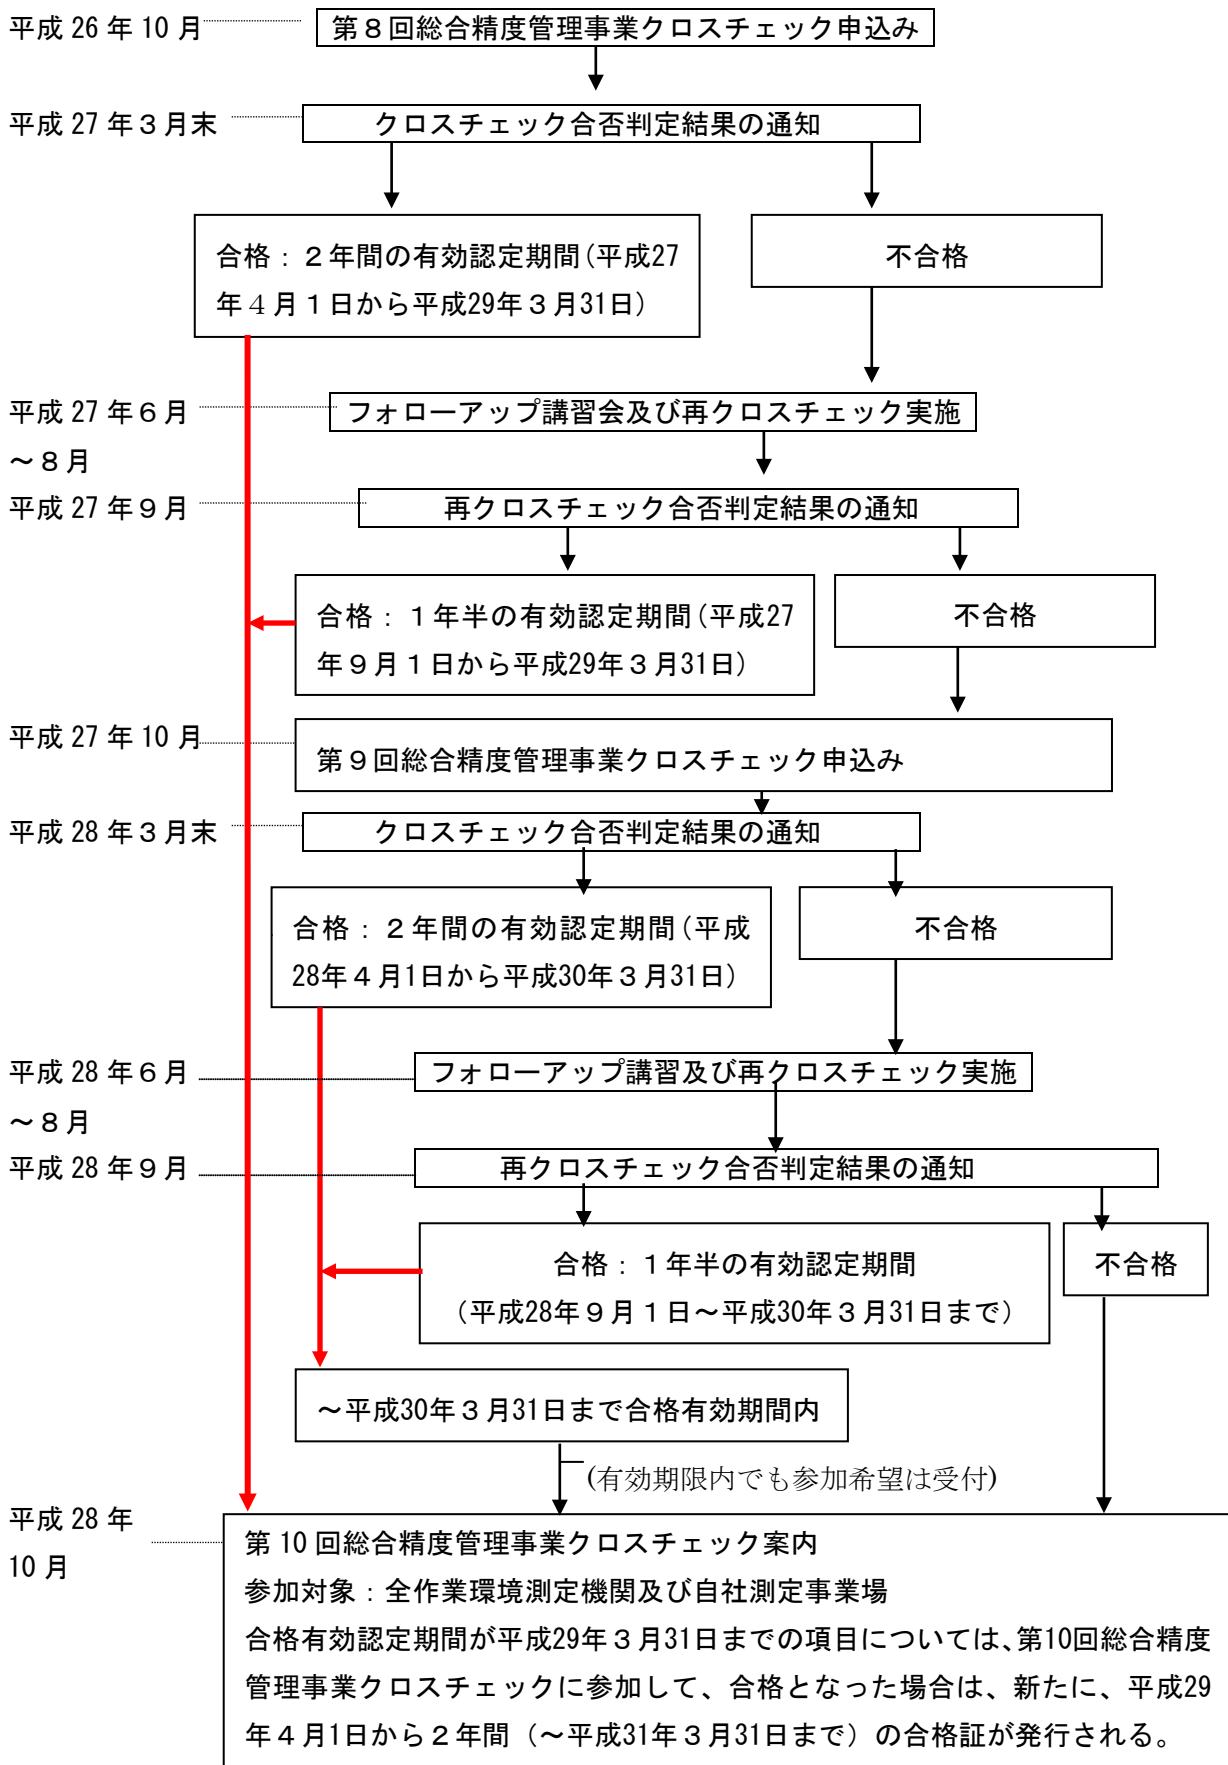 平成 26 年 10 月
第８回総合精度管理事業クロスチェック申込み
平成 27 年３月末
クロスチェック合否判定結果の通知
合格：２年間の有効認定期間(平成27
年４月１日から平成29年３月31日)
不合格
平成 27 年６月
～８月
フォローアップ講習会及び再クロスチェック実施
平成 27 年９月
再クロスチェック合否判定結果の通知
合格：１年半の有効認定期間(平成27
年９月１日から平成29年３月31日)
不合格
平成 27 年 10 月
第９回総合精度管理事業クロスチェック申込み
平成 28 年３月末
クロスチェック合否判定結果の通知
合格：２年間の有効認定期間(平成
28年４月1日から平成30年３月31日)
不合格
平成 28 年６月
～８月
フォローアップ講習及び再クロスチェック実施
平成 28 年９月
再クロスチェック合否判定結果の通知
合格：１年半の有効認定期間
（平成28年９月１日～平成30年３月31日まで）
不合格
～平成30年３月31日まで合格有効期間内
(有効期限内でも参加希望は受付)
平成 28 年
10 月
第 10 回総合精度管理事業クロスチェック案内
参加対象：全作業環境測定機関及び自社測定事業場
合格有効認定期間が平成29年３月31日までの項目については、第10回総合精度
管理事業クロスチェックに参加して、合格となった場合は、新たに、平成29
年４月1日から２年間（～平成31年３月31日まで）の合格証が発行される。